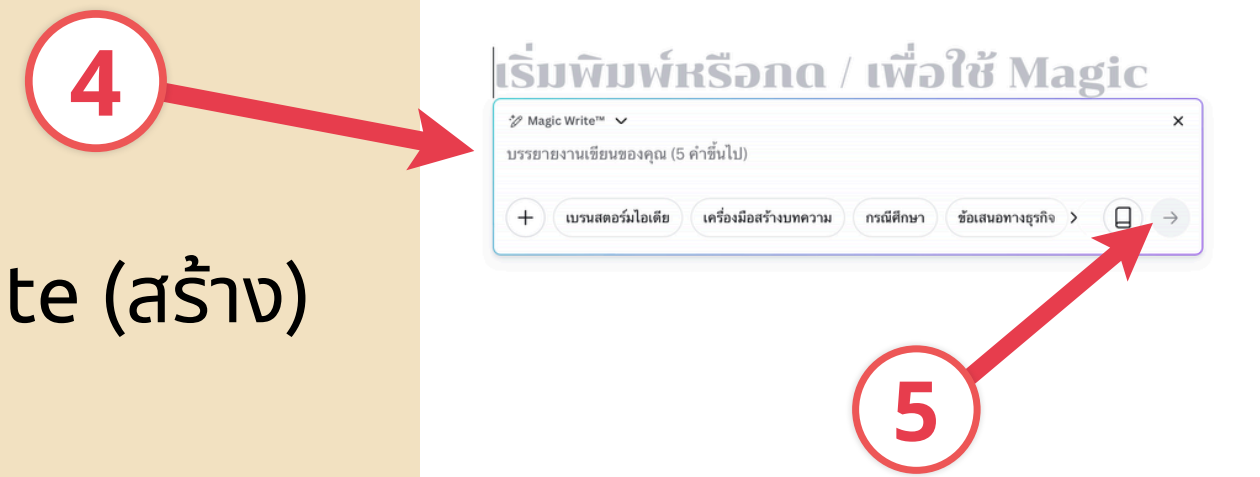 4
เริ่มพิมพ์หรือกด / เพื่อใช้ Magic
Magic Write™
บรรยายงานเขียนของคุณ (5 คำขึ้นไป)
เบรนสตอร์มไอเดีย เครื่องมือสร้างบทความ กรณีศึกษา ข้อเสนอทางธุรกิจ
te (สร้าง)
5